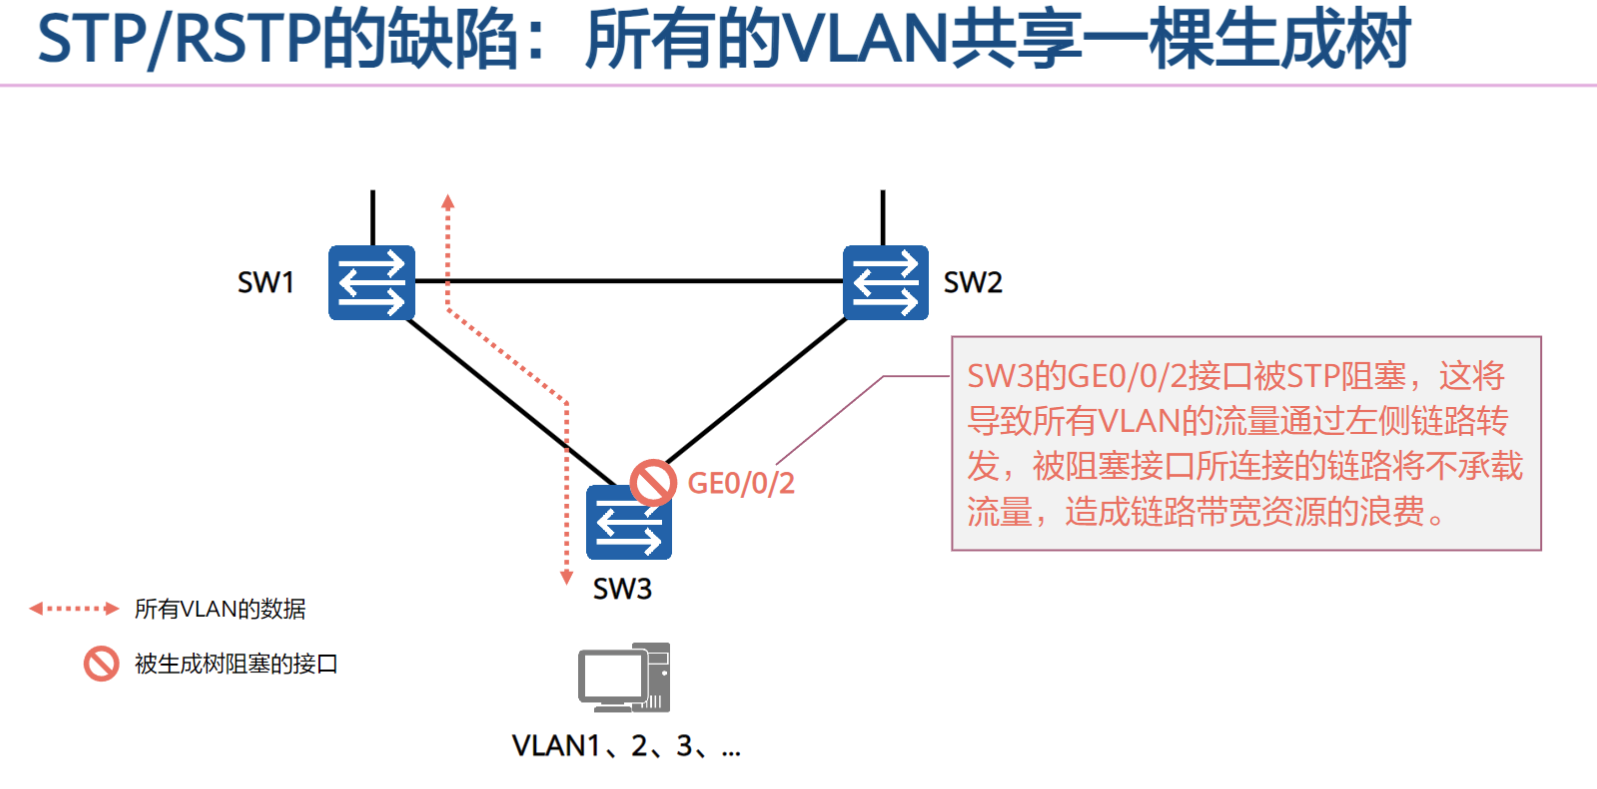 STP/RSTP的缺陷：所有的VLAN共享一棵生成树
SW1
SW2
SW3的GE0/0/2接口被STP阻塞，这将
导致所有VLAN的流量通过左侧链路转
发，被阻塞接口所连接的链路将不承载
流量，造成链路带宽资源的浪费。
GE0/0/2
SW3
所有VLAN的数据
被生成树阻塞的接口
VLAN1、2、3、...